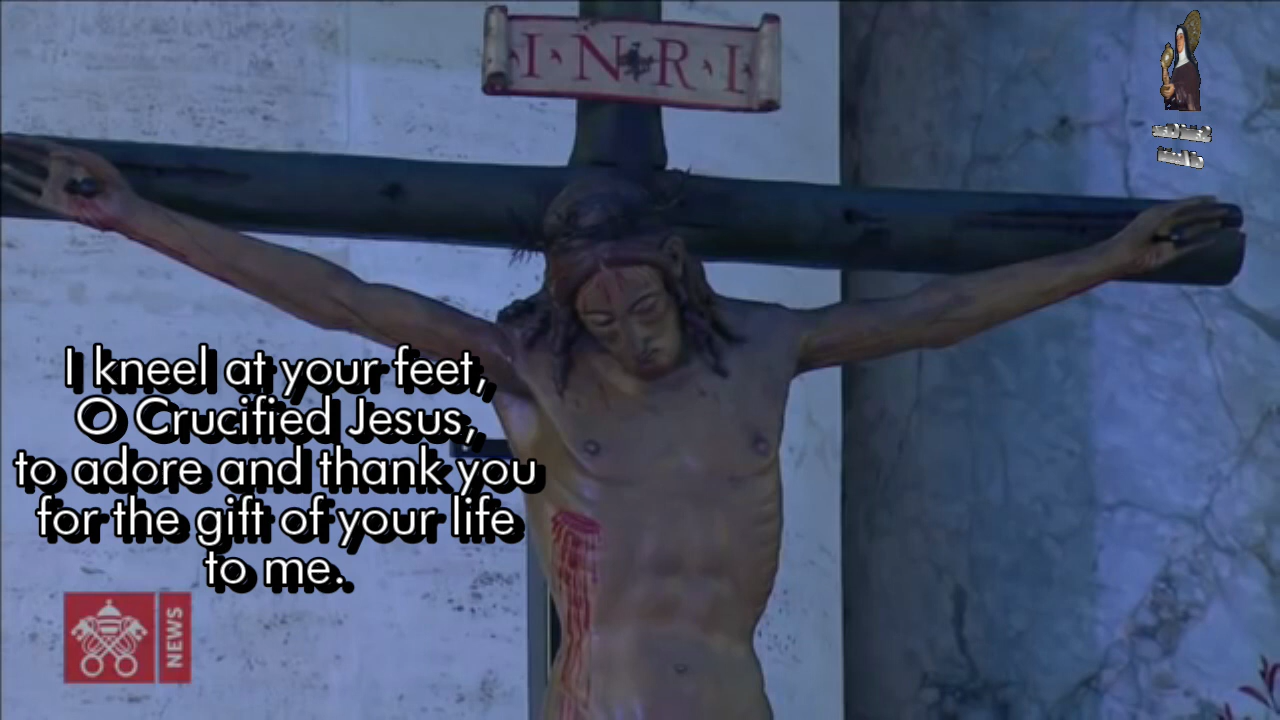 I·N·R·I
I kneel at your feet,
O Crucified Jesus,
to adore and thank you
for the gift of your life
to me.
NEWS